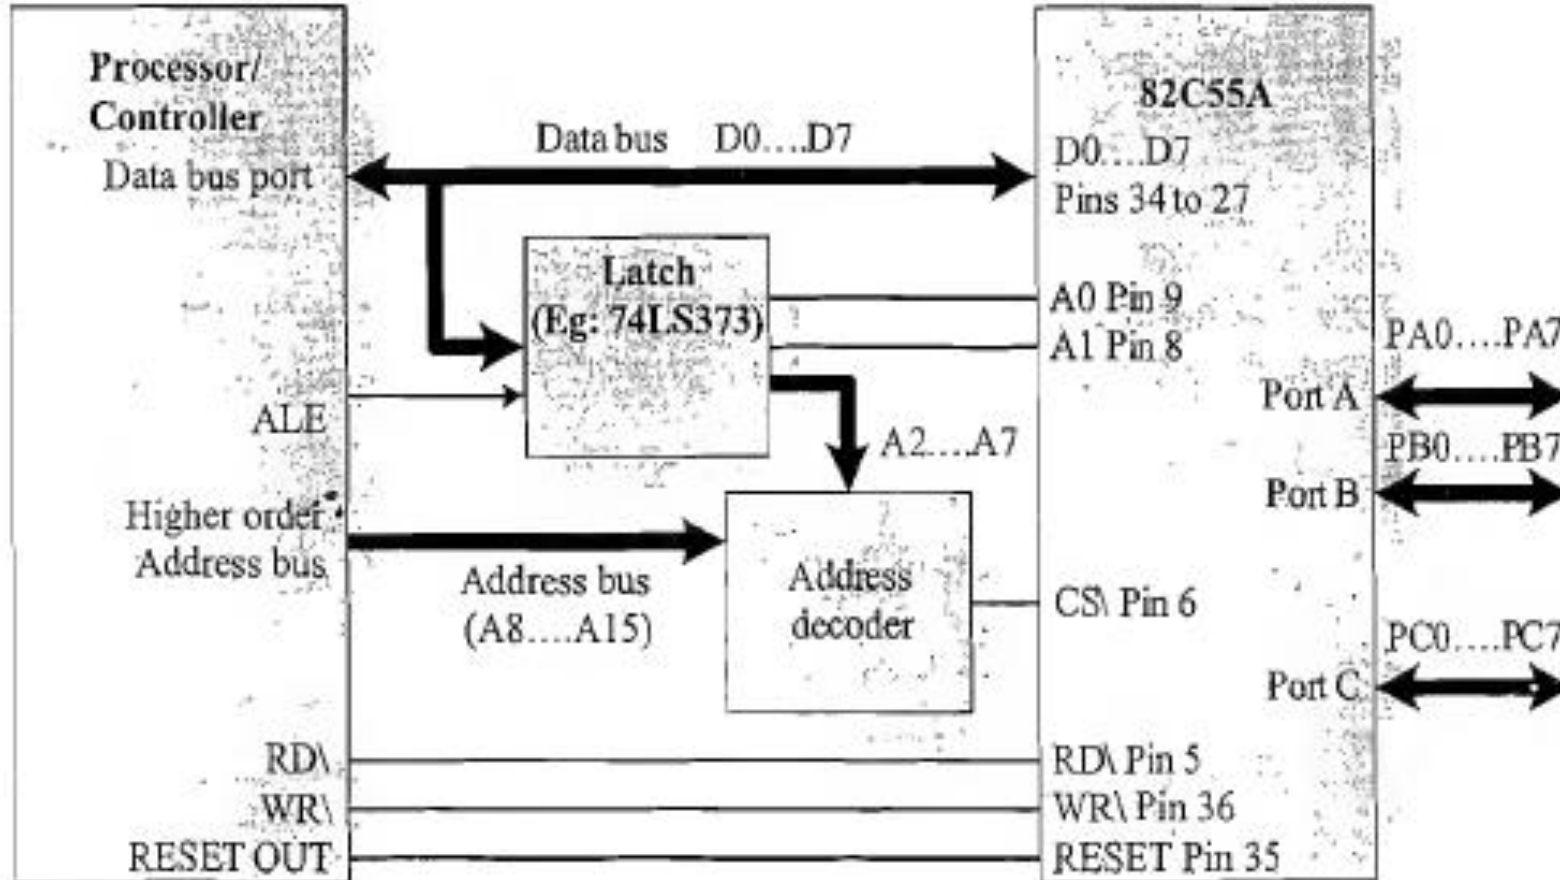 Processor/
Controller
Data bus port
ALE
Higher order
Address bus
RD\
WR\
RESET OUT
Data bus D0....D7
Latch
(Eg: 74LS373)
A2....A7
Address bus
(A8....A15)
Address
decoder
82C55A
D0....D7
Pins 34 to 27
A0 Pin 9
A1 Pin 8
CS\ Pin 6
RD\ Pin 5
WR\ Pin 36
RESET Pin 35
Port A
Port B
Port C
PA0....PA7
PB0....PB7
PC0....PC7